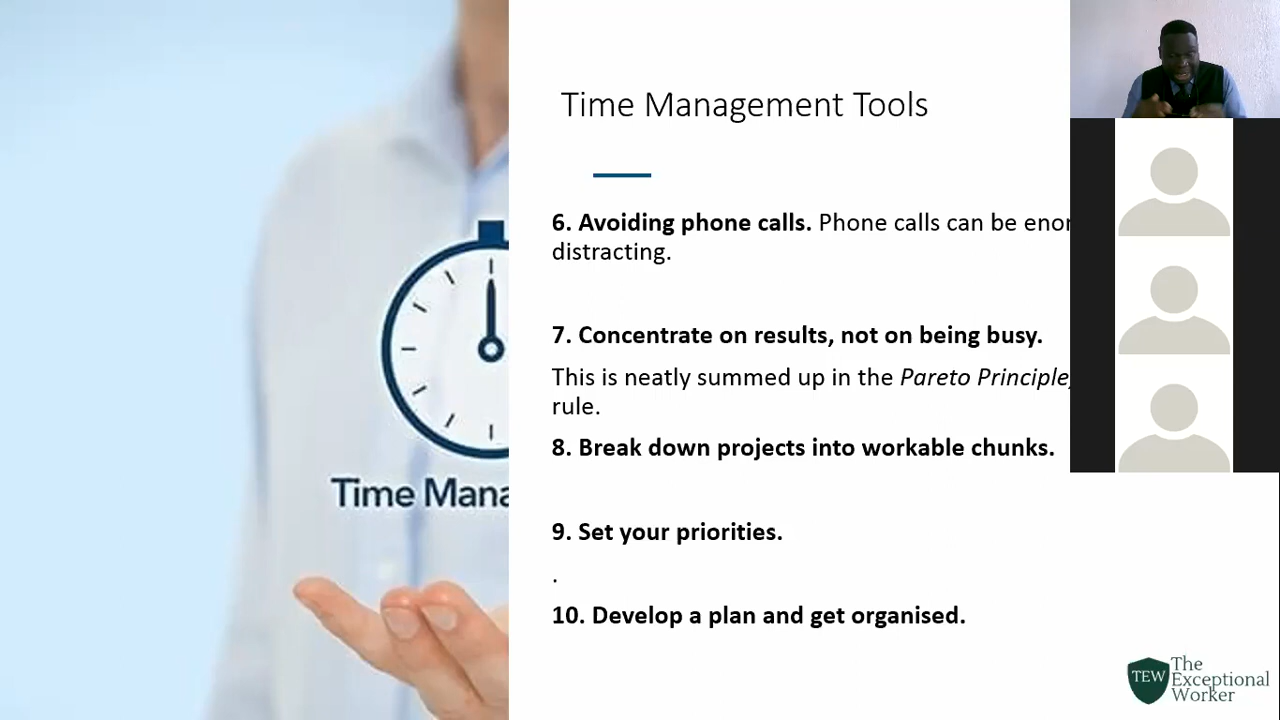 Time Management Tools
6. Avoiding phone calls. Phone calls can be
distracting.
7. Concentrate on results, not on being busy.
This is neatly summed up in the Pareto Principle,
rule.
8. Break down projects into workable chunks.
Time
9. Set your priorities.
.
10. Develop a plan and get organised.
TEW
The
Exceptional
Worker